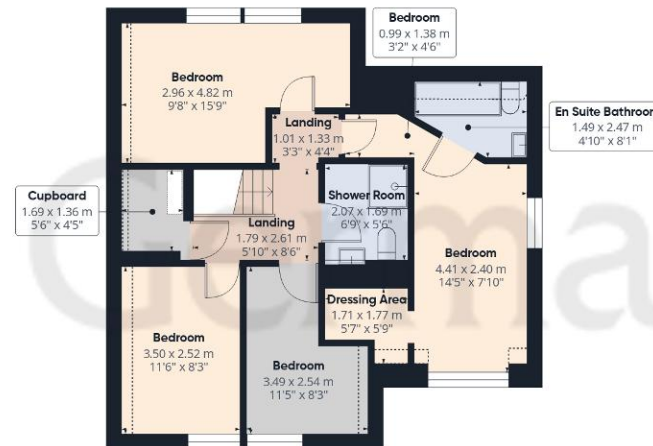 Bedroom
0.99 x 1.38 m
3'2" x 4'6"
Bedroom
2.96 x 4.82 m
9'8" x 15'9"
Landing
1.01 x 1.33 m
3'3" x 4'4"
En Suite Bathroom
1.49 x 2.47 m
4'10" x 8'1"
Cupboard
1.69 x 1.36 m
5'6" x 4'5"
Shower Room
2.07 x 1.69 m
6'9" x 5'6"
Landing
1.79 x 2.61 m
5'10" x 8'6"
Bedroom
4.41 x 2.40 m
14'5" x 7'10"
Dressing Area
1.71 x 1.77 m
5'7" x 5'9"
Bedroom
3.50 x 2.52 m
11'6" x 8'3"
Bedroom
3.49 x 2.54 m
11'5" x 8'3"